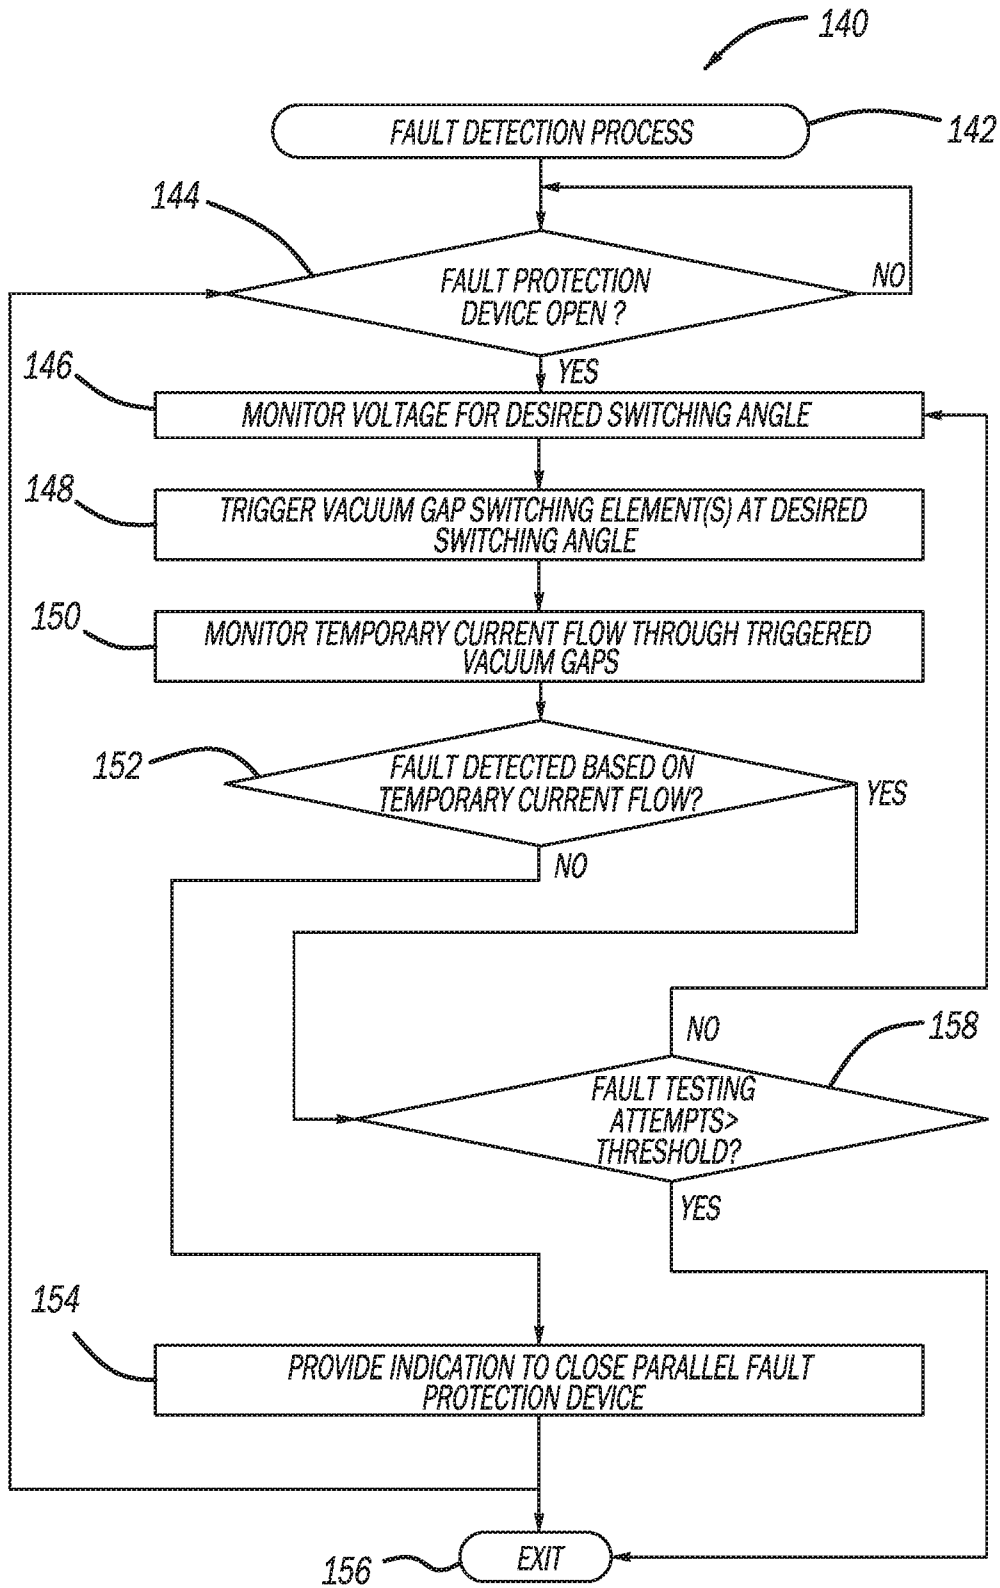 140
FAULT DETECTION PROCESS
142
144
FAULT PROTECTION
DEVICE OPEN ?
NO
YES
146
MONITOR VOLTAGE FOR DESIRED SWITCHING ANGLE
148
TRIGGER VACUUM GAP SWITCHING ELEMENT(S) AT DESIRED
SWITCHING ANGLE
150
MONITOR TEMPORARY CURRENT FLOW THROUGH TRIGGERED
VACUUM GAPS
152
FAULT DETECTED BASED ON
TEMPORARY CURRENT FLOW?
YES
NO
NO
158
FAULT TESTING
ATTEMPTS>
THRESHOLD?
YES
154
PROVIDE INDICATION TO CLOSE PARALLEL FAULT
PROTECTION DEVICE
EXIT
156